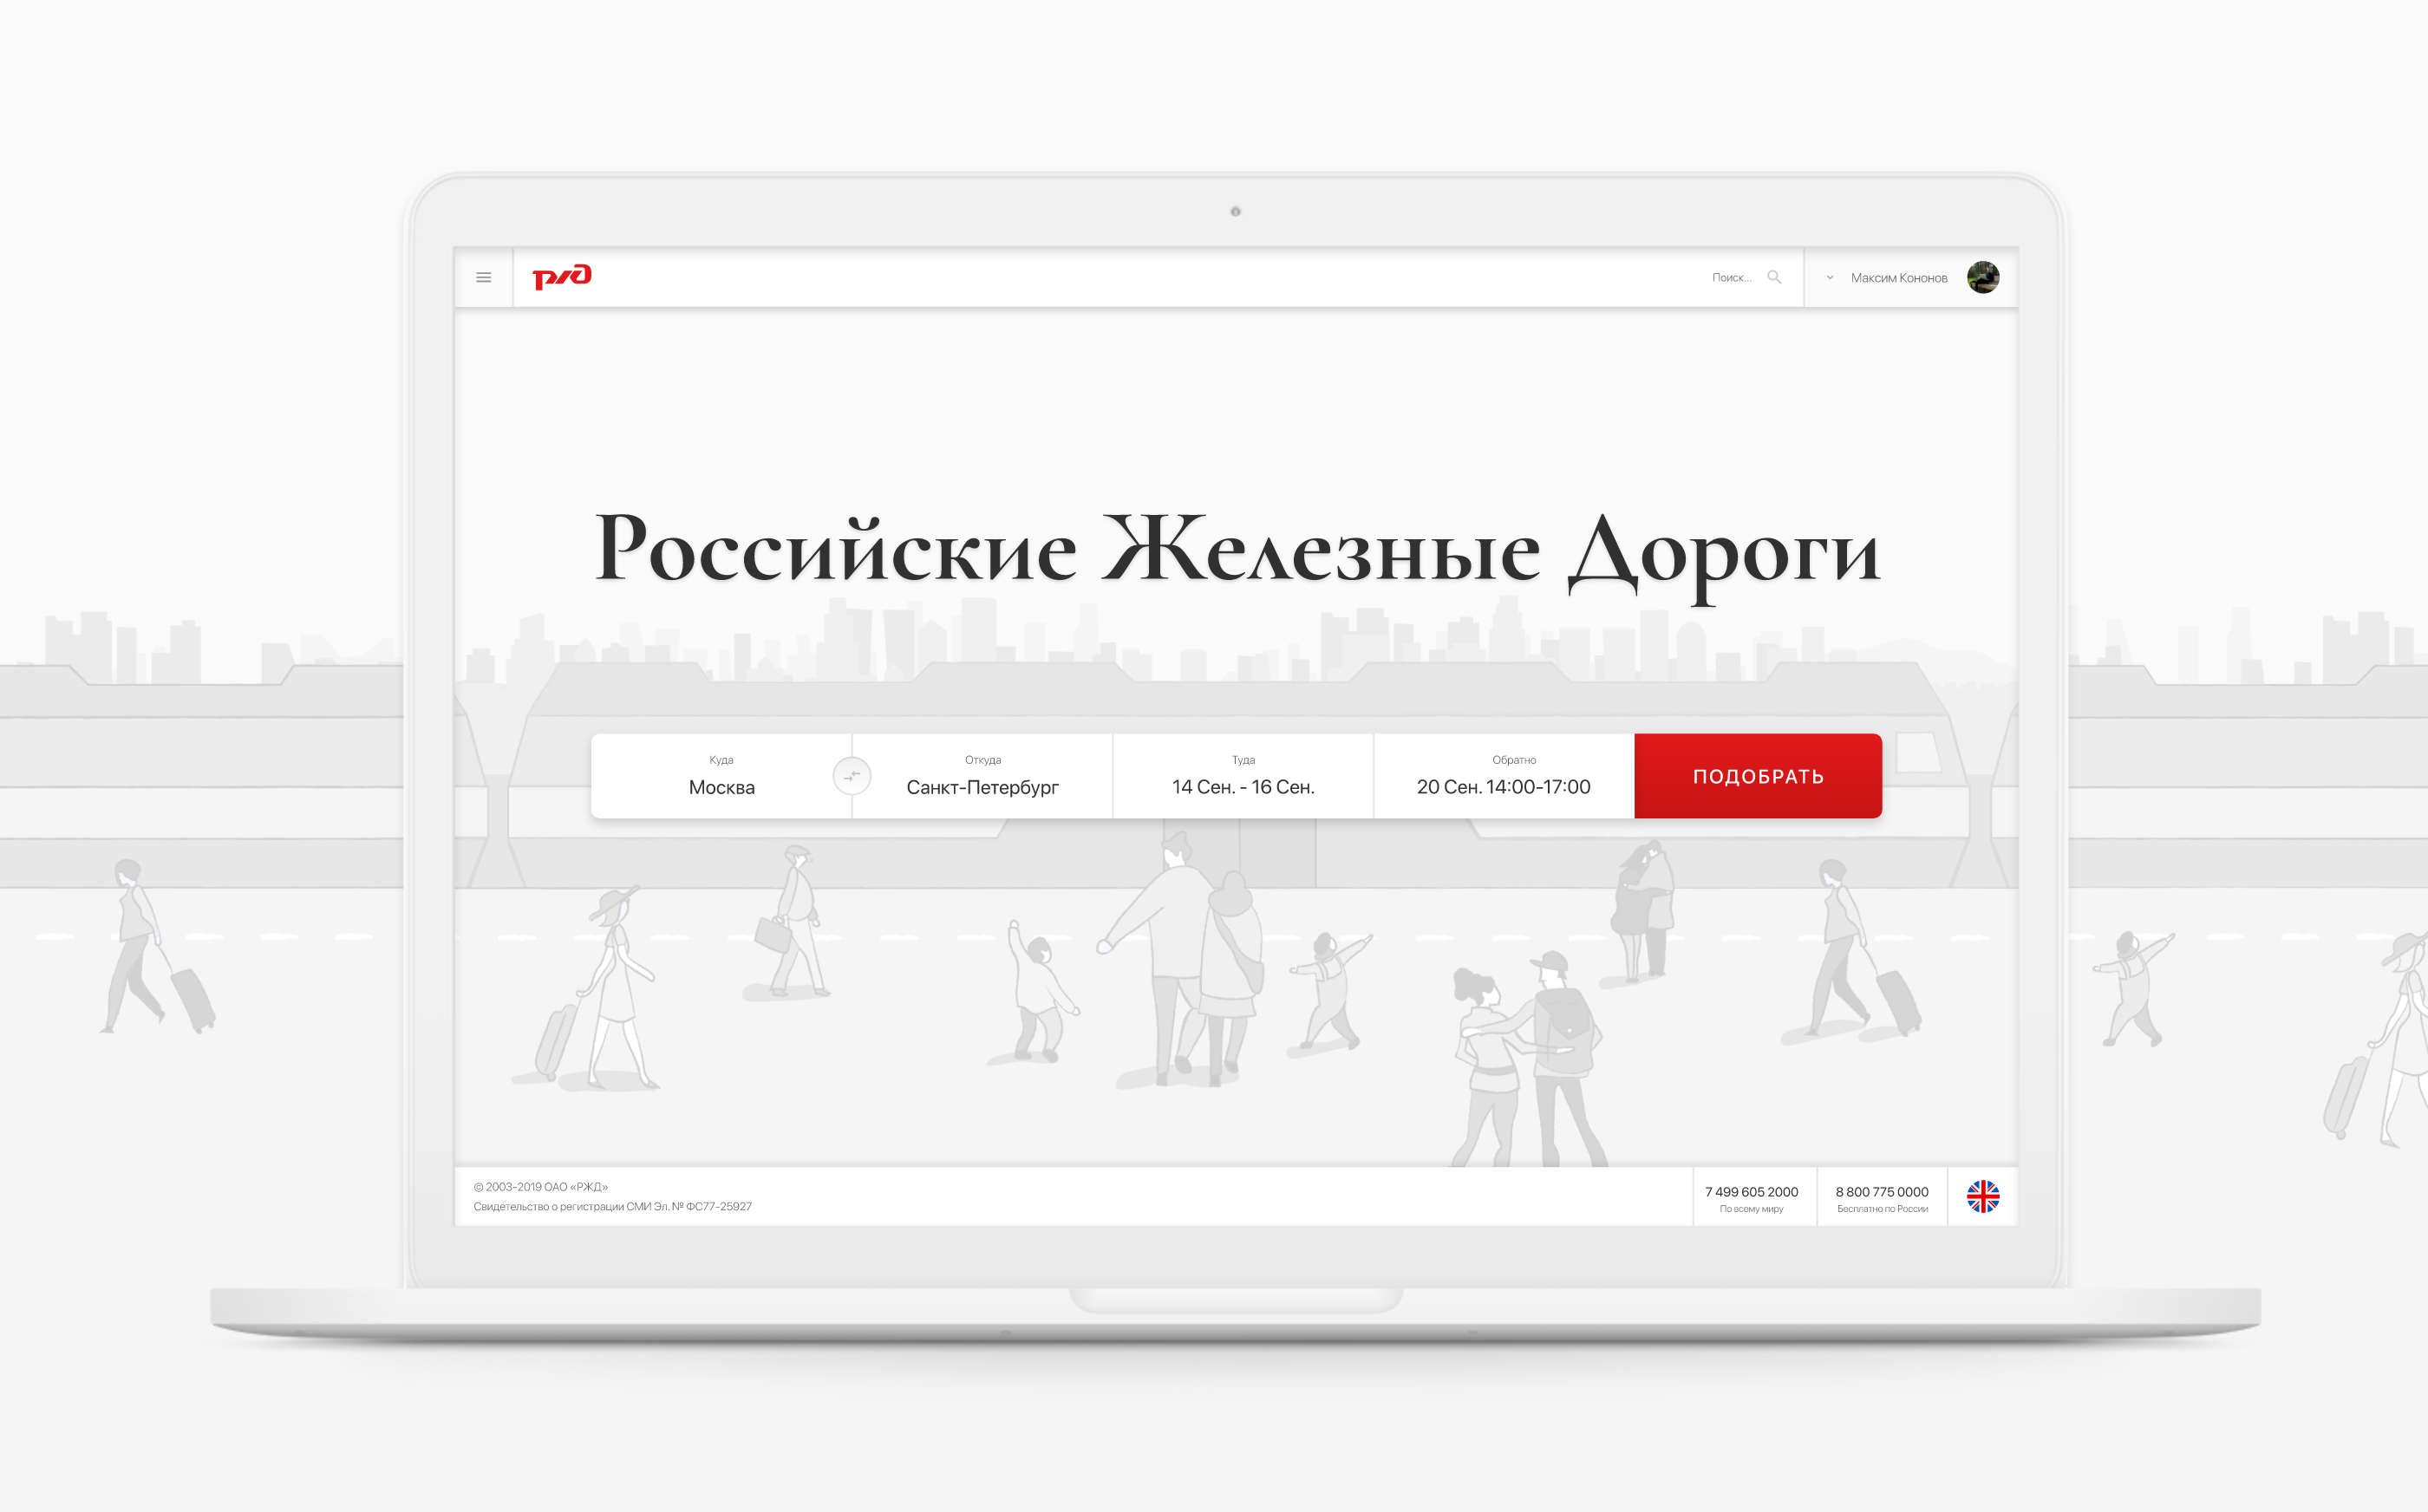 ржд
Поиск...
Максим Кононов
Российские Железные Дороги
Куда
Москва
Откуда
Санкт-Петербург
Туда
14 Сен. - 16 Сен.
Обратно
20 Сен. 14:00-17:00
ПОДОБРАТЬ
© 2003-2019 ОАО «РЖД»
Свидетельство о регистрации СМИ Эл. № ФС77-25927
7 499 605 2000
По всему миру
8 800 775 0000
Бесплатно по России